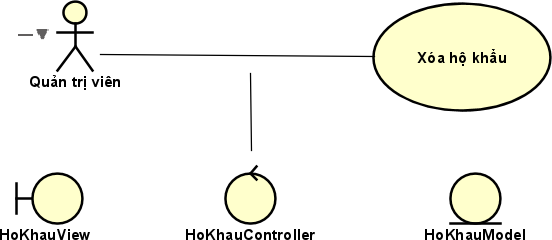 Xóa hộ khẩu
Quản trị viên
HoKhauView
HoKhauController
HoKhauModel